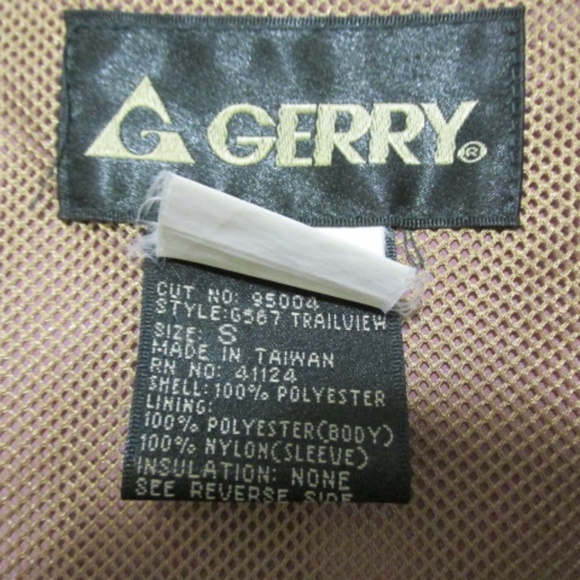 G GERRY®
CUT NO: 95004
STYLE:G567 TRAILVIEW
SIZE: S
MADE IN TAIWAN
RN NO: 41124
SHELL: 100% POLYESTER
LINING:
100% POLYESTER(BODY)
100% NYLON(SLEEVE)
INSULATION: NONE
SEE REVERSE SIDE